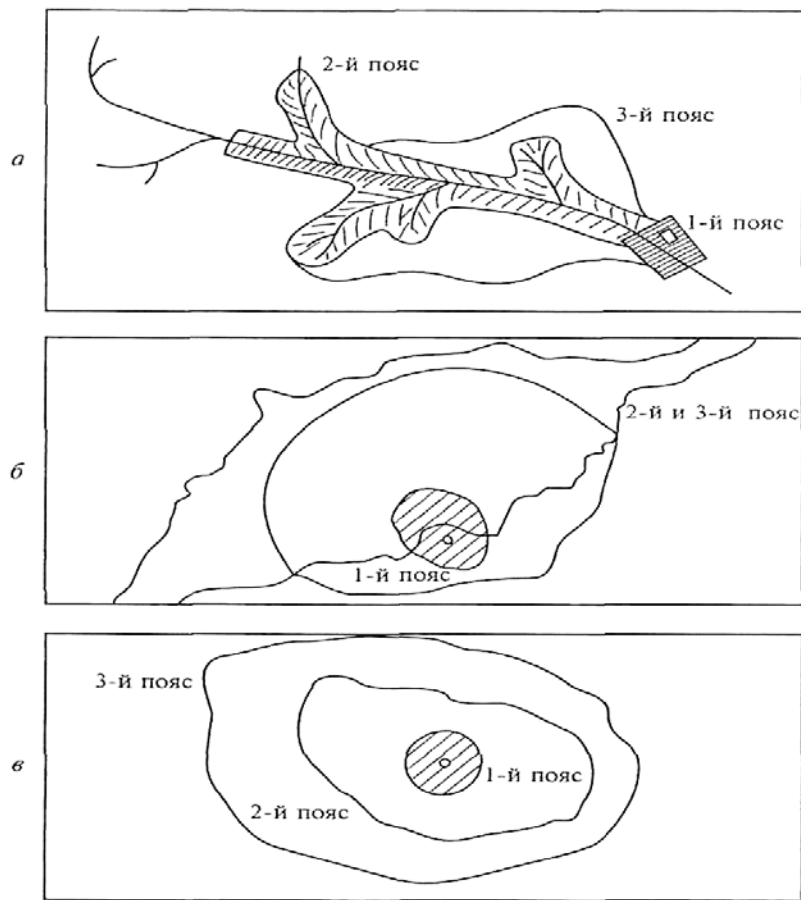 2-й пояс
3-й пояс
а
1-й пояс
2-й и 3-й пояс
б
1-й пояс
3-й пояс
в
1-й пояс
2-й пояс